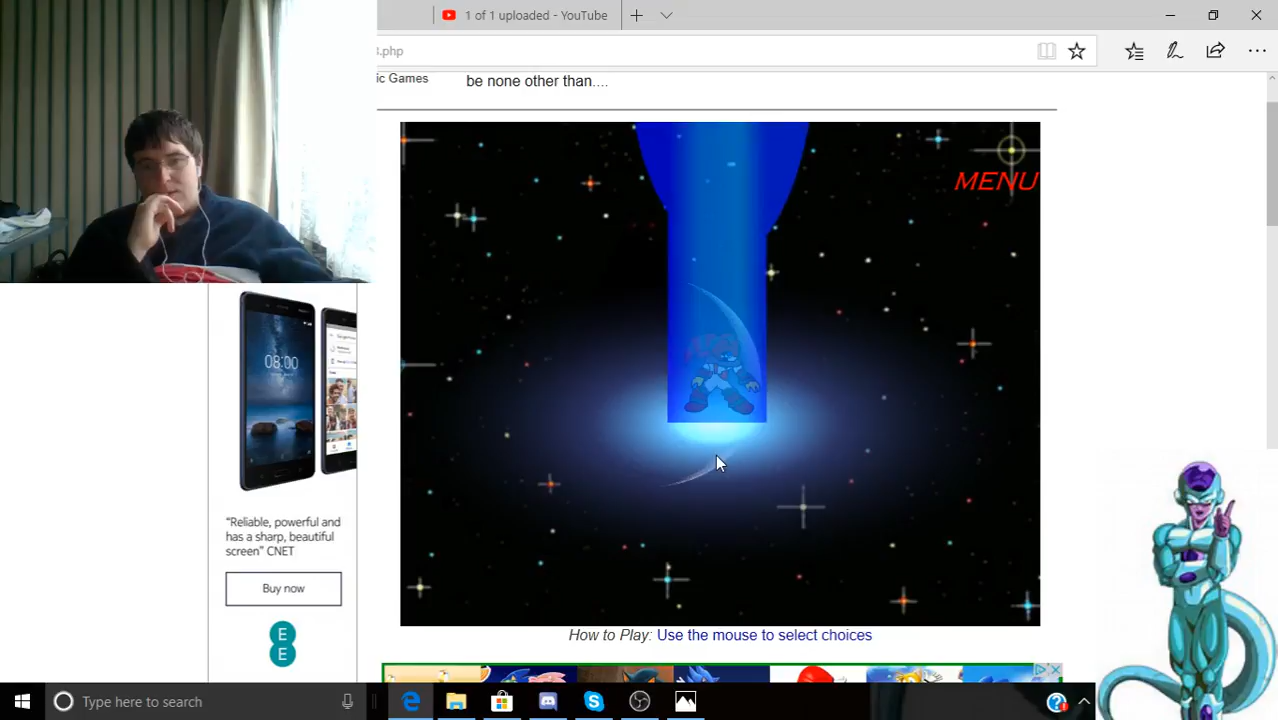 1 of 1 uploaded - YouTube
3.php
ic Games
be none other than....
MENU
08:00
“Reliable, powerful and
has a sharp, beautiful
screen” CNET
Buy now
E
E
How to Play: Use the mouse to select choices
Type here to search